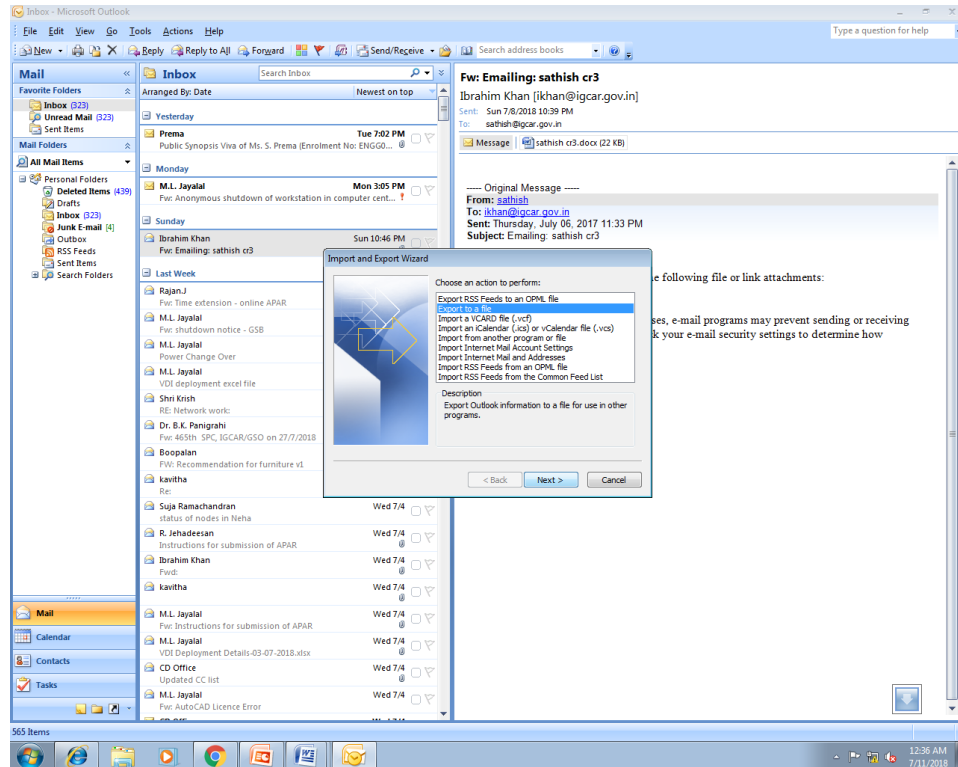 Inbox - Microsoft Outlook
File Edit View Go Tools Actions Help
Type a question for help
New Reply Reply to All Forward Send/Receive Search address books
Mail
Favorite Folders
Inbox (323)
Unread Mail (323)
Sent Items
Mail Folders
All Mail Items
Personal Folders
Deleted Items (439)
Drafts
Inbox (323)
Junk E-mail [4]
Outbox
RSS Feeds
Sent Items
Search Folders
Mail
Calendar
Contacts
Tasks
Inbox
Search Inbox
Arranged By: Date Newest on top
Yesterday
Prema Tue 7:02 PM
Public Synopsis Viva of Ms. S. Prema (Enrolment No: ENGG0...
Monday
M.L. Jayalal Mon 3:05 PM
Fw: Anonymous shutdown of workstation in computer cent...
Sunday
Ibrahim Khan Sun 10:46 PM
Fw: Emailing: sathish cr3
Last Week
Rajan.J
Fw: Time extension - online APAR
M.L. Jayalal
Fw: shutdown notice - GSB
M.L. Jayalal
Power Change Over
M.L. Jayalal
VDI deployment excel file
Shri Krish
RE: Network work:
Dr. B.K. Panigrahi
Fw: 465th SPC, IGCAR/GSO on 27/7/2018
Boopalan
FW: Recommendation for furniture v1
kavitha
Re:
Suja Ramachandran Wed 7/4
status of nodes in Neha
R. Jehadeesan Wed 7/4
Instructions for submission of APAR
Ibrahim Khan Wed 7/4
Fwd:
kavitha Wed 7/4
M.L. Jayalal Wed 7/4
Fw: Instructions for submission of APAR
M.L. Jayalal Wed 7/4
VDI Deployment Details-03-07-2018.xlsx
CD Office Wed 7/4
Updated CC list
M.L. Jayalal Wed 7/4
Fw: AutoCAD Licence Error
Fw: Emailing: sathish cr3
Ibrahim Khan [ikhan@igcar.gov.in]
Sent: Sun 7/8/2018 10:39 PM
To: sathish@igcar.gov.in
Message sathish cr3.docx (22 KB)
----- Original Message -----
From: sathish
To: ikhan@igcar.gov.in
Sent: Thursday, July 06, 2017 11:33 PM
Subject: Emailing: sathish cr3
e following file or link attachments:
ses, e-mail programs may prevent sending or receiving
k your e-mail security settings to determine how
Import and Export Wizard
Choose an action to perform:
Export RSS Feeds to an OPML file
Export to a file
Import a VCARD file (.vcf)
Import an iCalendar (.ics) or vCalendar file (.vcs)
Import from another program or file
Import Internet Mail Account Settings
Import Internet Mail and Addresses
Import RSS Feeds from an OPML file
Import RSS Feeds from the Common Feed List
Description
Export Outlook information to a file for use in other
programs.
< Back Next > Cancel
565 Items
12:36 AM
7/11/2018